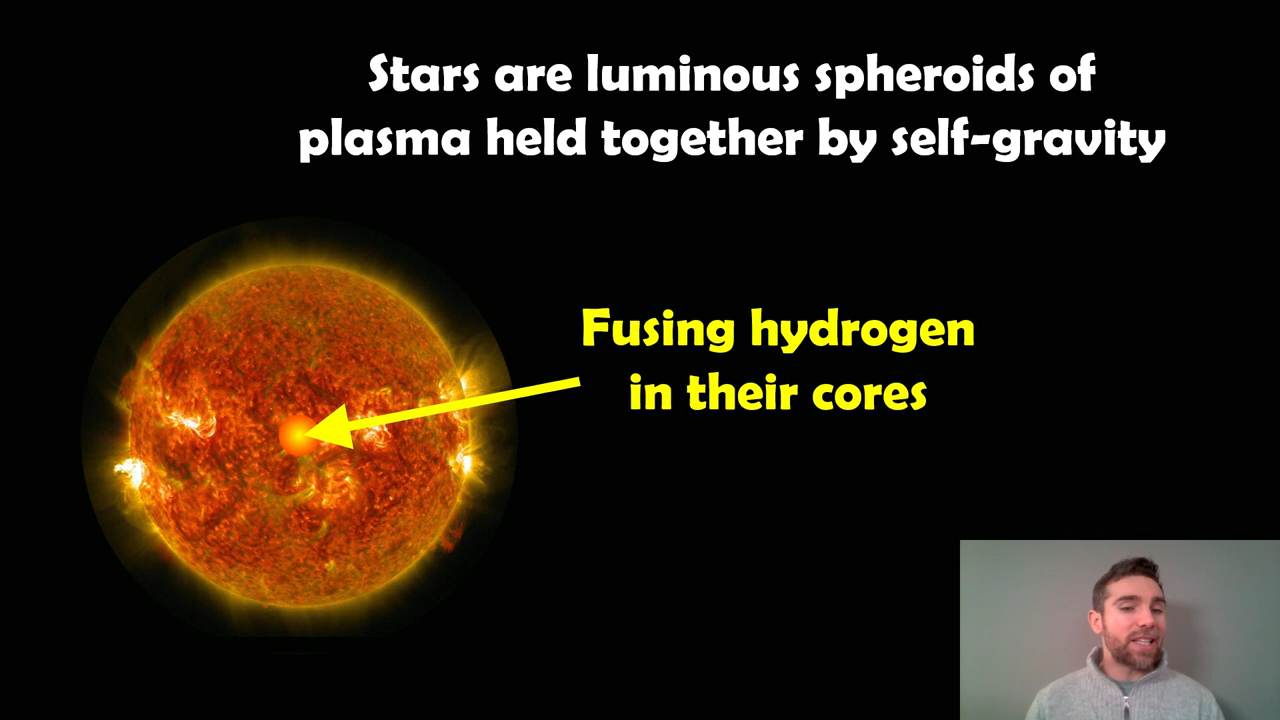 Stars are luminous spheroids of
plasma held together by self-gravity
Fusing hydrogen
in their cores